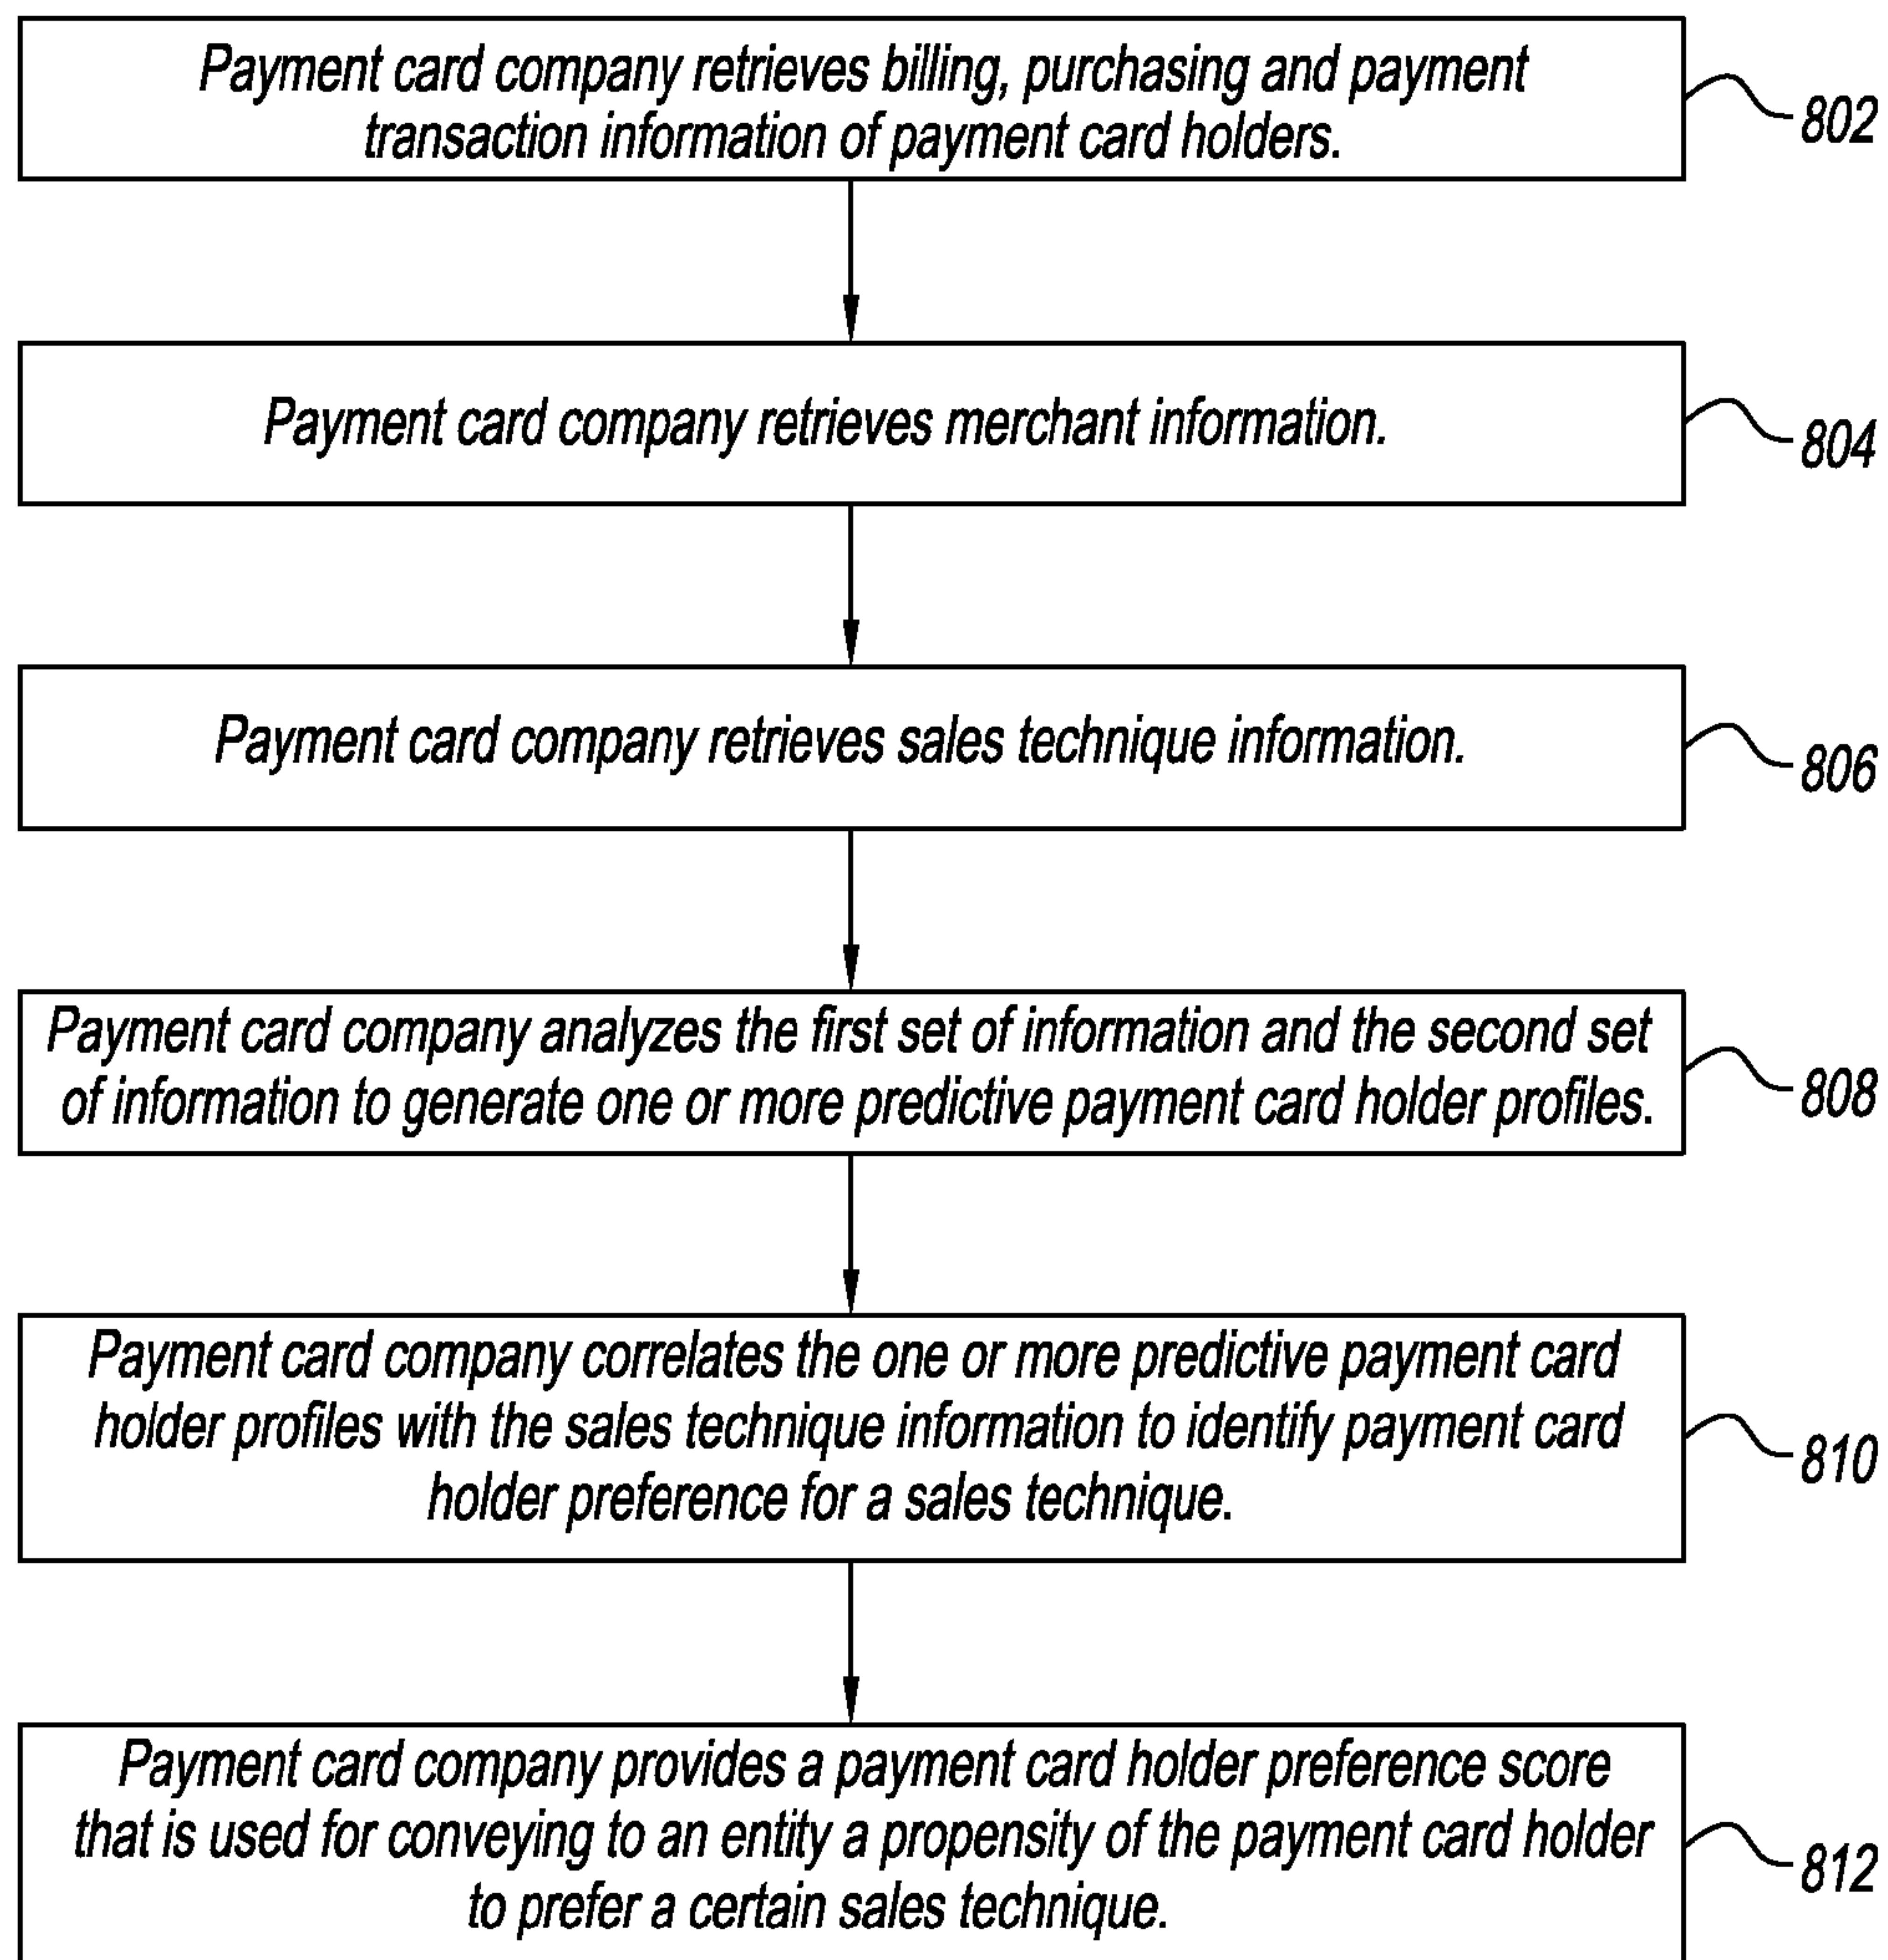 Payment card company retrieves billing, purchasing and payment
transaction information of payment card holders.
802
Payment card company retrieves merchant information.
804
Payment card company retrieves sales technique information.
806
Payment card company analyzes the first set of information and the second set
of information to generate one or more predictive payment card holder profiles.
808
Payment card company correlates the one or more predictive payment card
holder profiles with the sales technique information to identify payment card
holder preference for a sales technique.
810
Payment card company provides a payment card holder preference score
that is used for conveying to an entity a propensity of the payment card holder
to prefer a certain sales technique.
812